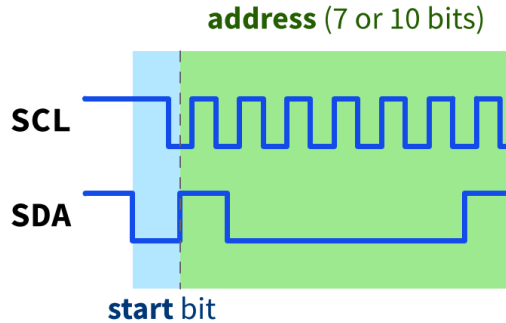 address (7 or 10 bits)
SCL
SDA
start bit